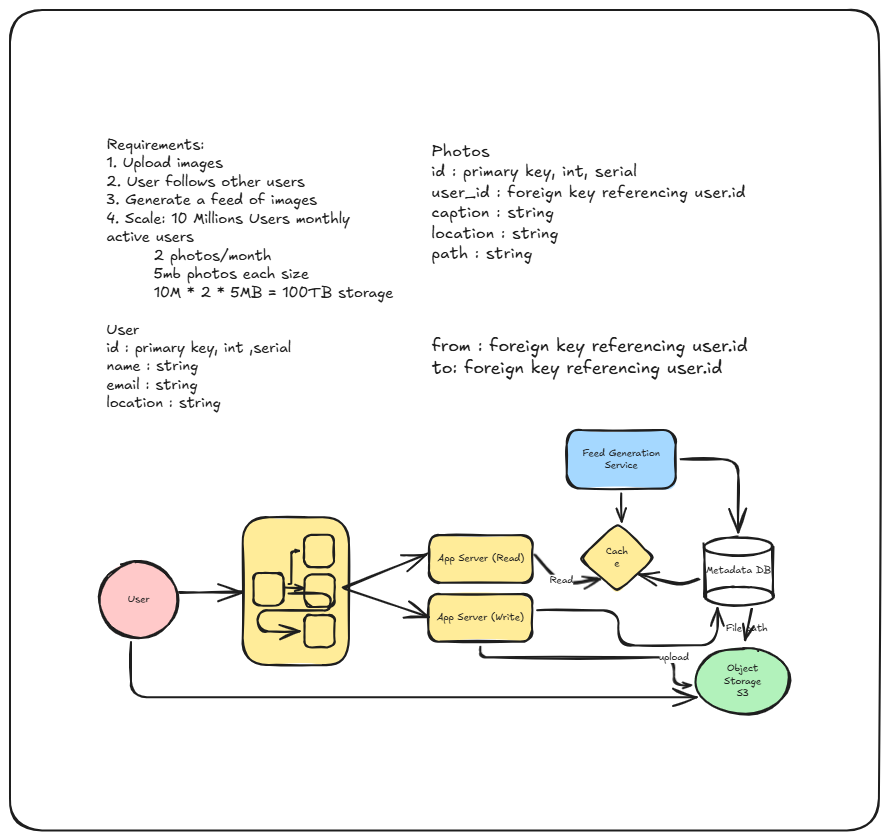 Requirements:
1. Upload images
2. User follows other users
3. Generate a feed of images
4. Scale: 10 Millions Users monthly
active users
2 photos/month
5mb photos each size
10M * 2 * 5MB = 100TB storage
User
id : primary key, int ,serial
name : string
email : string
location : string
Photos
id : primary key, int, serial
user_id : foreign key referencing user.id
caption : string
location : string
path : string
from : foreign key referencing user.id
to: foreign key referencing user.id
Feed Generation
Service
App Server (Read)
Read
Cach
e
Metadata DB
User
App Server (Write)
File path
upload
Object
Storage
S3